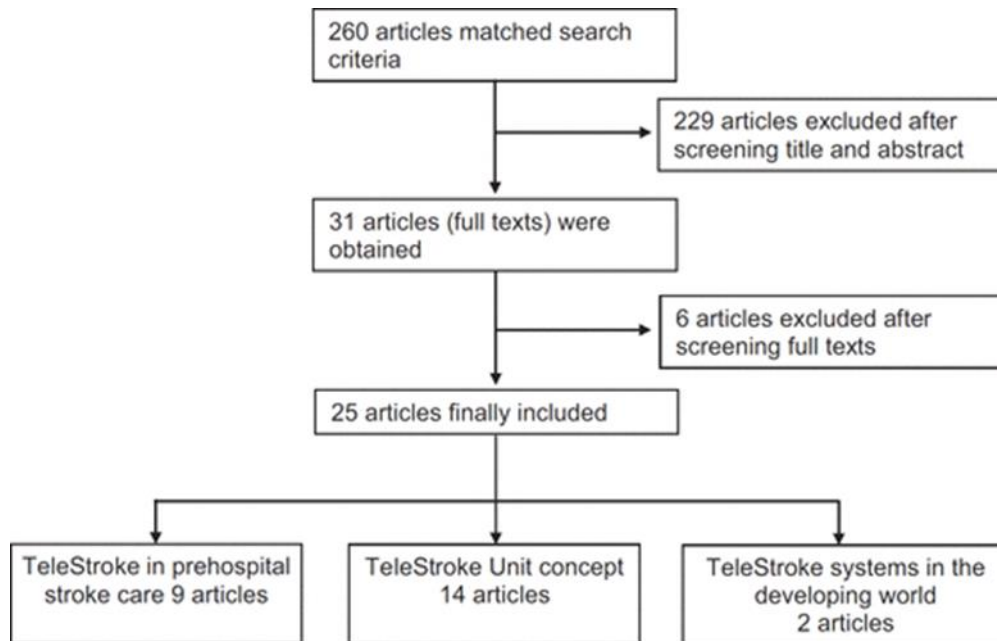 260 articles matched search
criteria
229 articles excluded after
screening title and abstract
31 articles (full texts) were
obtained
6 articles excluded after
screening full texts
25 articles finally included
TeleStroke in prehospital
stroke care 9 articles
TeleStroke Unit concept
14 articles
TeleStroke systems in the
developing world
2 articles